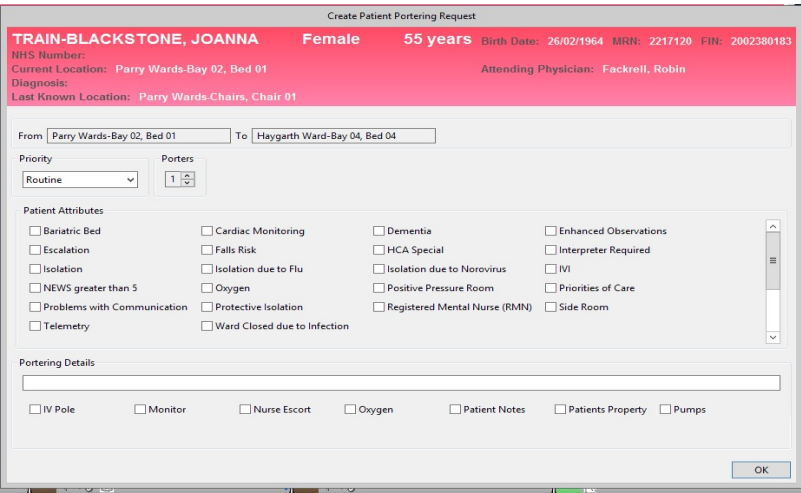 Create Patient Portering Request
TRAIN-BLACKSTONE, JOANNA Female 55 years Birth Date: 26/02/1964 MRN: 2217120 FIN: 2002380183
NHS Number:
Current Location: Parry Wards-Bay 02, Bed 01 Attending Physician: Fackrell, Robin
Diagnosis:
Last Known Location: Parry Wards-Chairs, Chair 01
From Parry Wards-Bay 02, Bed 01 To Haygarth Ward-Bay 04, Bed 04
Priority Porters
Routine 1
Patient Attributes
Bariatric Bed Cardiac Monitoring Dementia Enhanced Observations
Escalation Falls Risk HCA Special Interpreter Required
Isolation Isolation due to Flu Isolation due to Norovirus IVI
NEWS greater than 5 Oxygen Positive Pressure Room Priorities of Care
Problems with Communication Protective Isolation Registered Mental Nurse (RMN) Side Room
Telemetry Ward Closed due to Infection
Portering Details
IV Pole Monitor Nurse Escort Oxygen Patient Notes Patients Property Pumps
OK